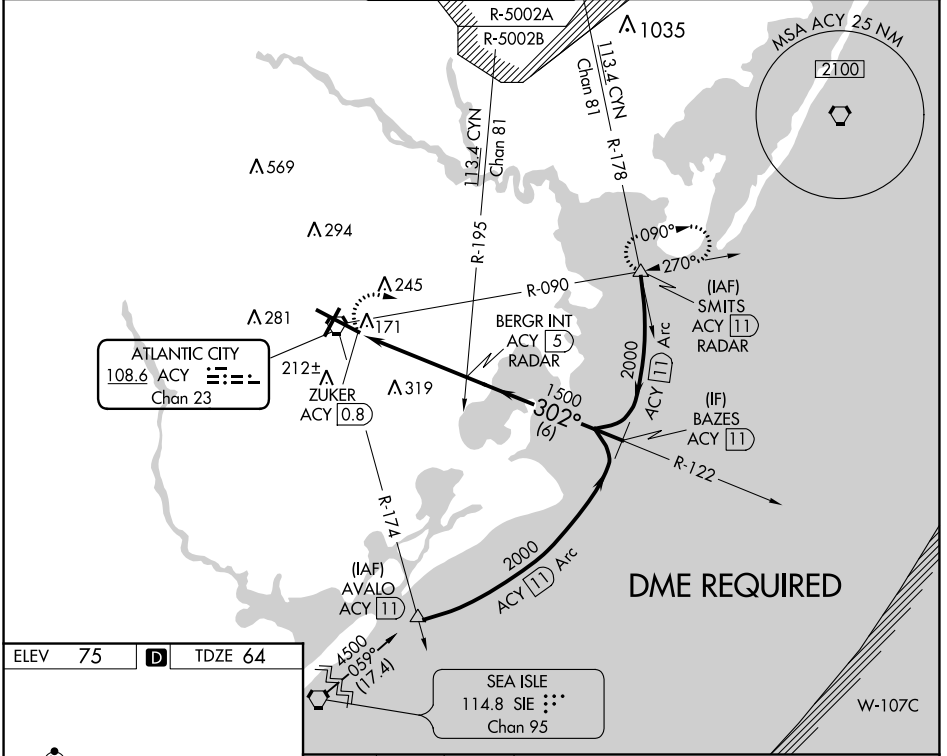 R-5002A
R-5002B
1035
MSA ACY 25 NM
2100
113.4 CYN
Chan 81
R-178
113.4 CYN
Chan 81
R-195
569
294
245
281
171
212±
319
090°
270°
R-090
(IAF)
SMITS
ACY 11
RADAR
BERGR INT
ACY 5
RADAR
ATLANTIC CITY
108.6 ACY
Chan 23
ZUKER
ACY 0.8
2000
ACY 11 Arc
1500
302°
(6)
(IF)
BAZES
ACY 11
R-122
R-174
(IAF)
AVALO
ACY 11
2000
ACY 11 Arc
DME REQUIRED
4500
059°
(17.4)
SEA ISLE
114.8 SIE
Chan 95
W-107C
ELEV 75 D TDZE 64